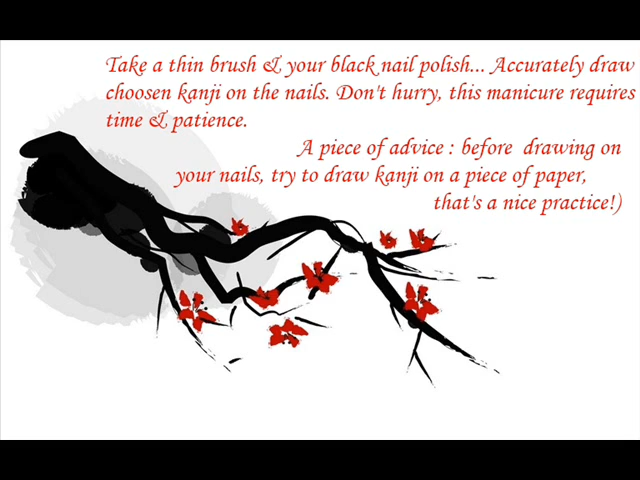 Take a thin brush & your black nail polish... Accurately draw
choosen kanji on the nails. Don't hurry, this manicure requires
time & patience.
A piece of advice : before drawing on
your nails, try to draw kanji on a piece of paper,
that's a nice practice!)